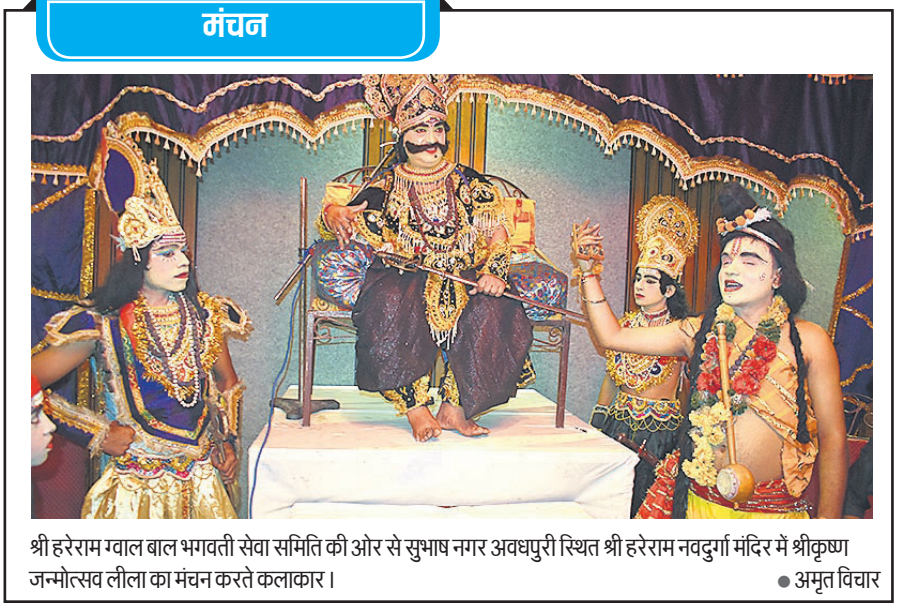 मंचन
श्री हरेराम ग्वाल बाल भगवती सेवा समिति की ओर से सुभाष नगर अवधपुरी स्थित श्री हरेराम नवदुर्गा मंदिर में श्रीकृष्ण
जन्मोत्सव लीला का मंचन करते कलाकार।
● अमृत विचार